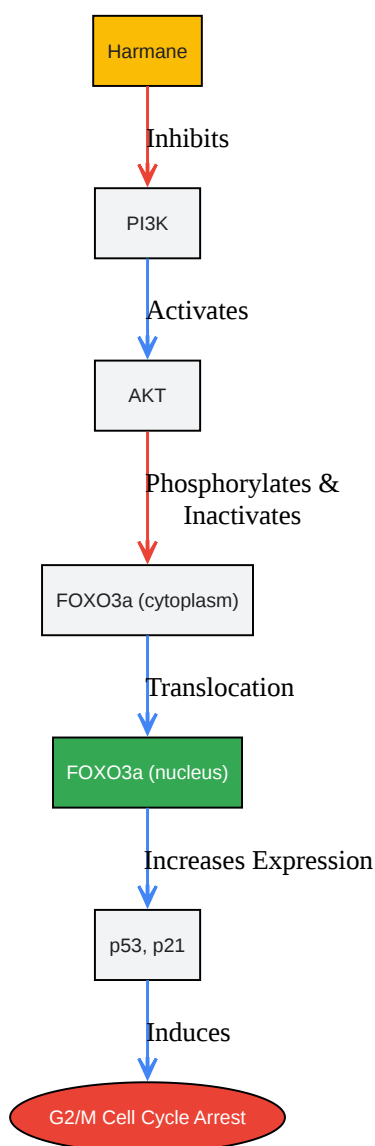 Harmane
Inhibits
PI3K
Activates
AKT
Phosphorylates &
Inactivates
FOXO3a (cytoplasm)
Translocation
FOXO3a (nucleus)
Increases Expression
p53, p21
Induces
G2/M Cell Cycle Arrest